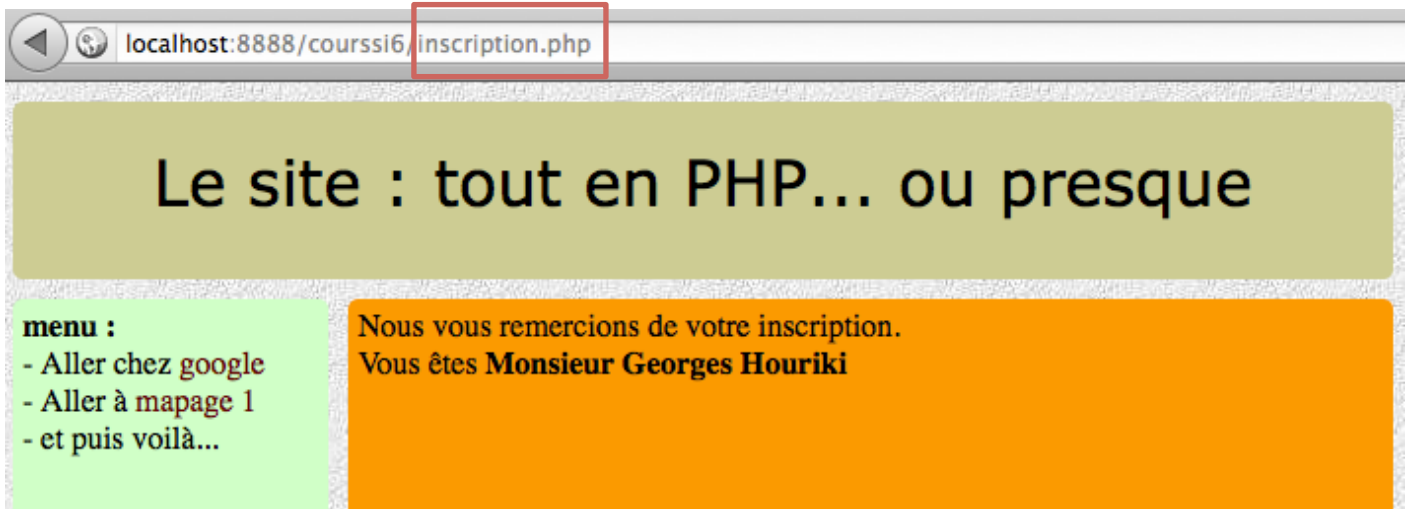 localhost:8888/courssi6/inscription.php
Le site : tout en PHP... ou presque
menu :
- Aller chez google
- Aller à mapage 1
- et puis voilà...
Nous vous remercions de votre inscription.
Vous êtes Monsieur Georges Houriki